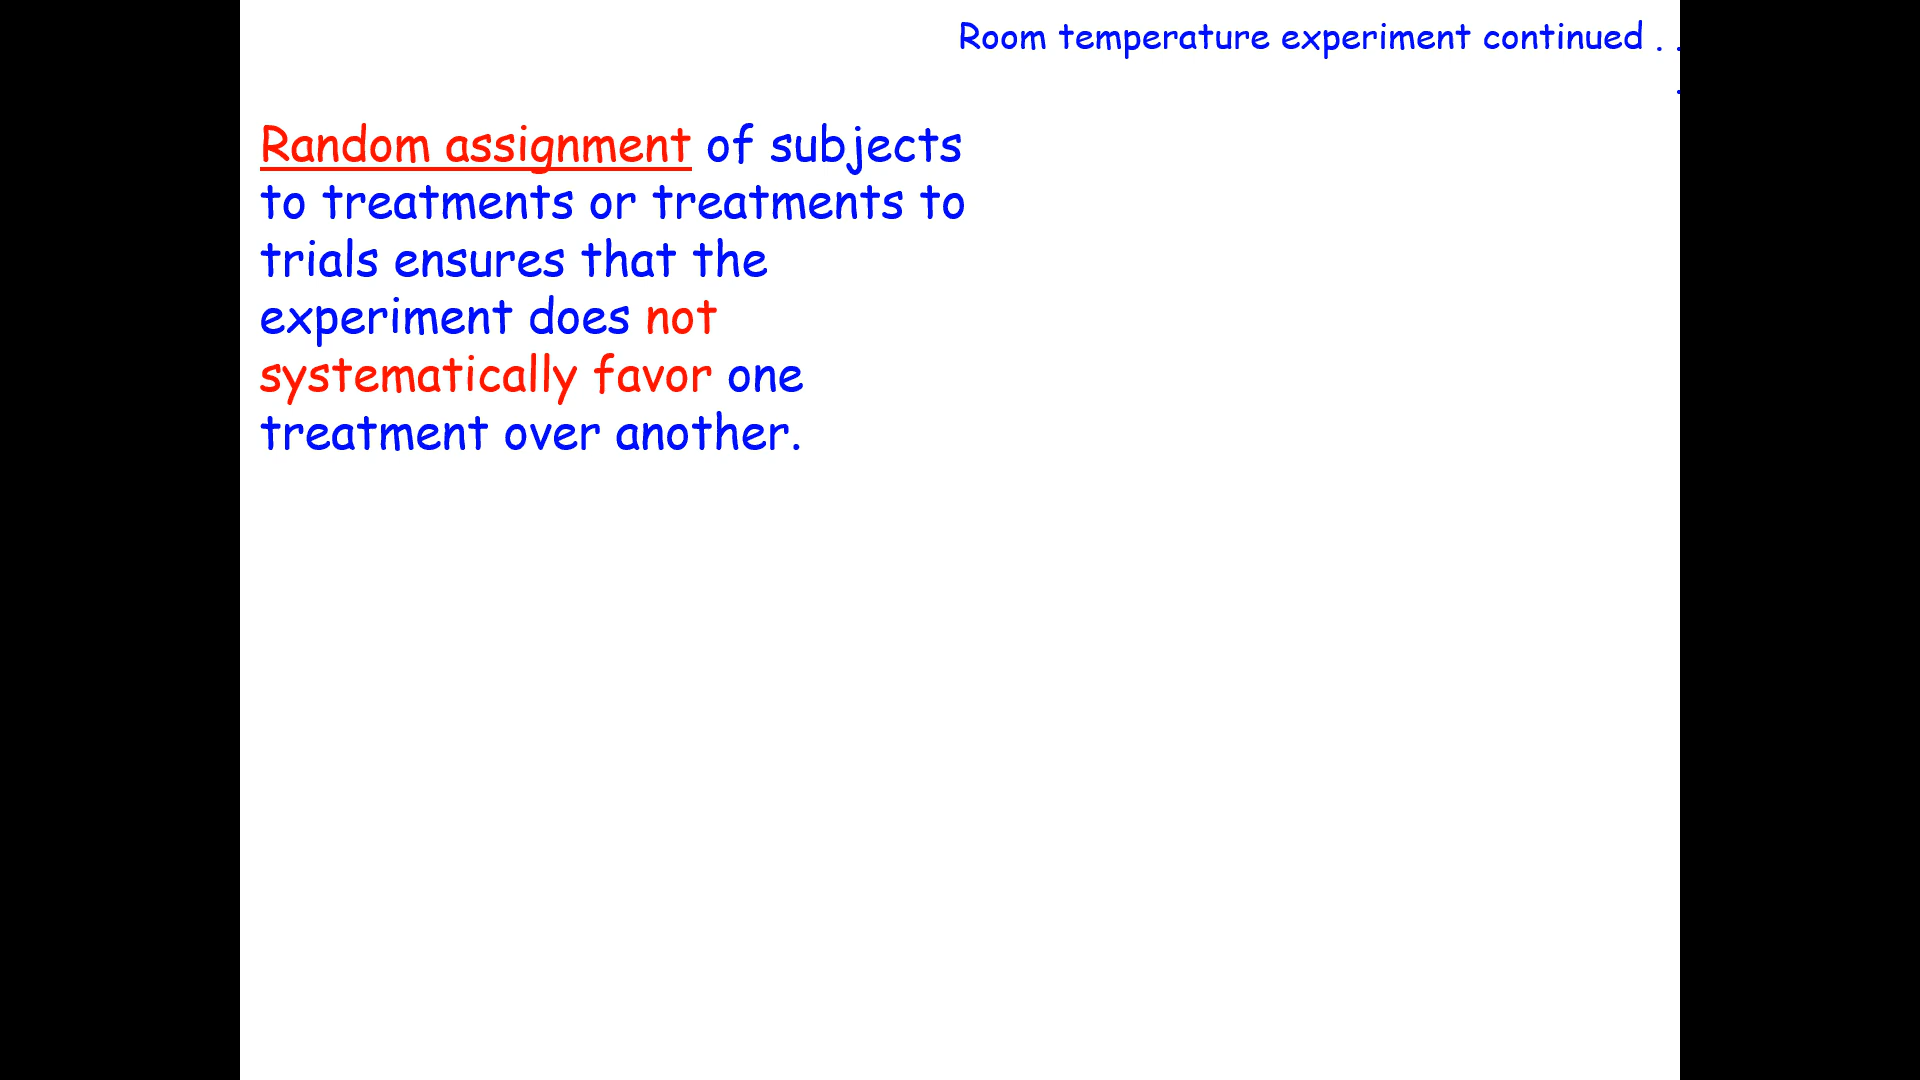 Room temperature experiment continued . .
.
Random assignment of subjects
to treatments or treatments to
trials ensures that the
experiment does not
systematically favor one
treatment over another.